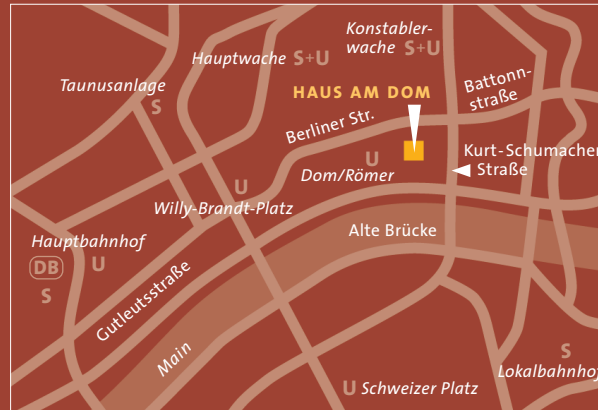 Konstabler-
wache S+U
Hauptwache S+U
Taunusanlage
S
HAUS AM DOM
Battonn-
straße
Berliner Str.
Kurt-Schumacher
Straße
U
Dom/Römer
U
Willy-Brandt-Platz
Alte Brücke
Hauptbahnhof
DB U
S
Gutleutsstraße
Main
S
Lokalbahnhof
U Schweizer Platz